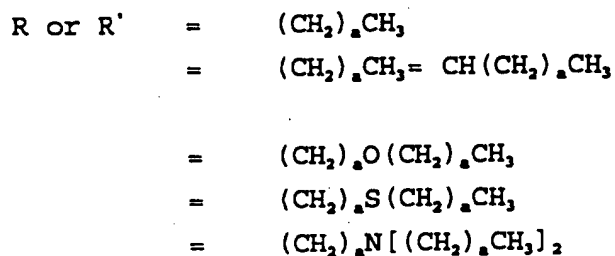 R or R' = (CH₂)ₐCH₃
= (CH₂)ₐCH₃= CH(CH₂)ₐCH₃
= (CH₂)ₐO(CH₂)ₐCH₃
= (CH₂)ₐS(CH₂)ₐCH₃
= (CH₂)ₐN[(CH₂)ₐCH₃]₂